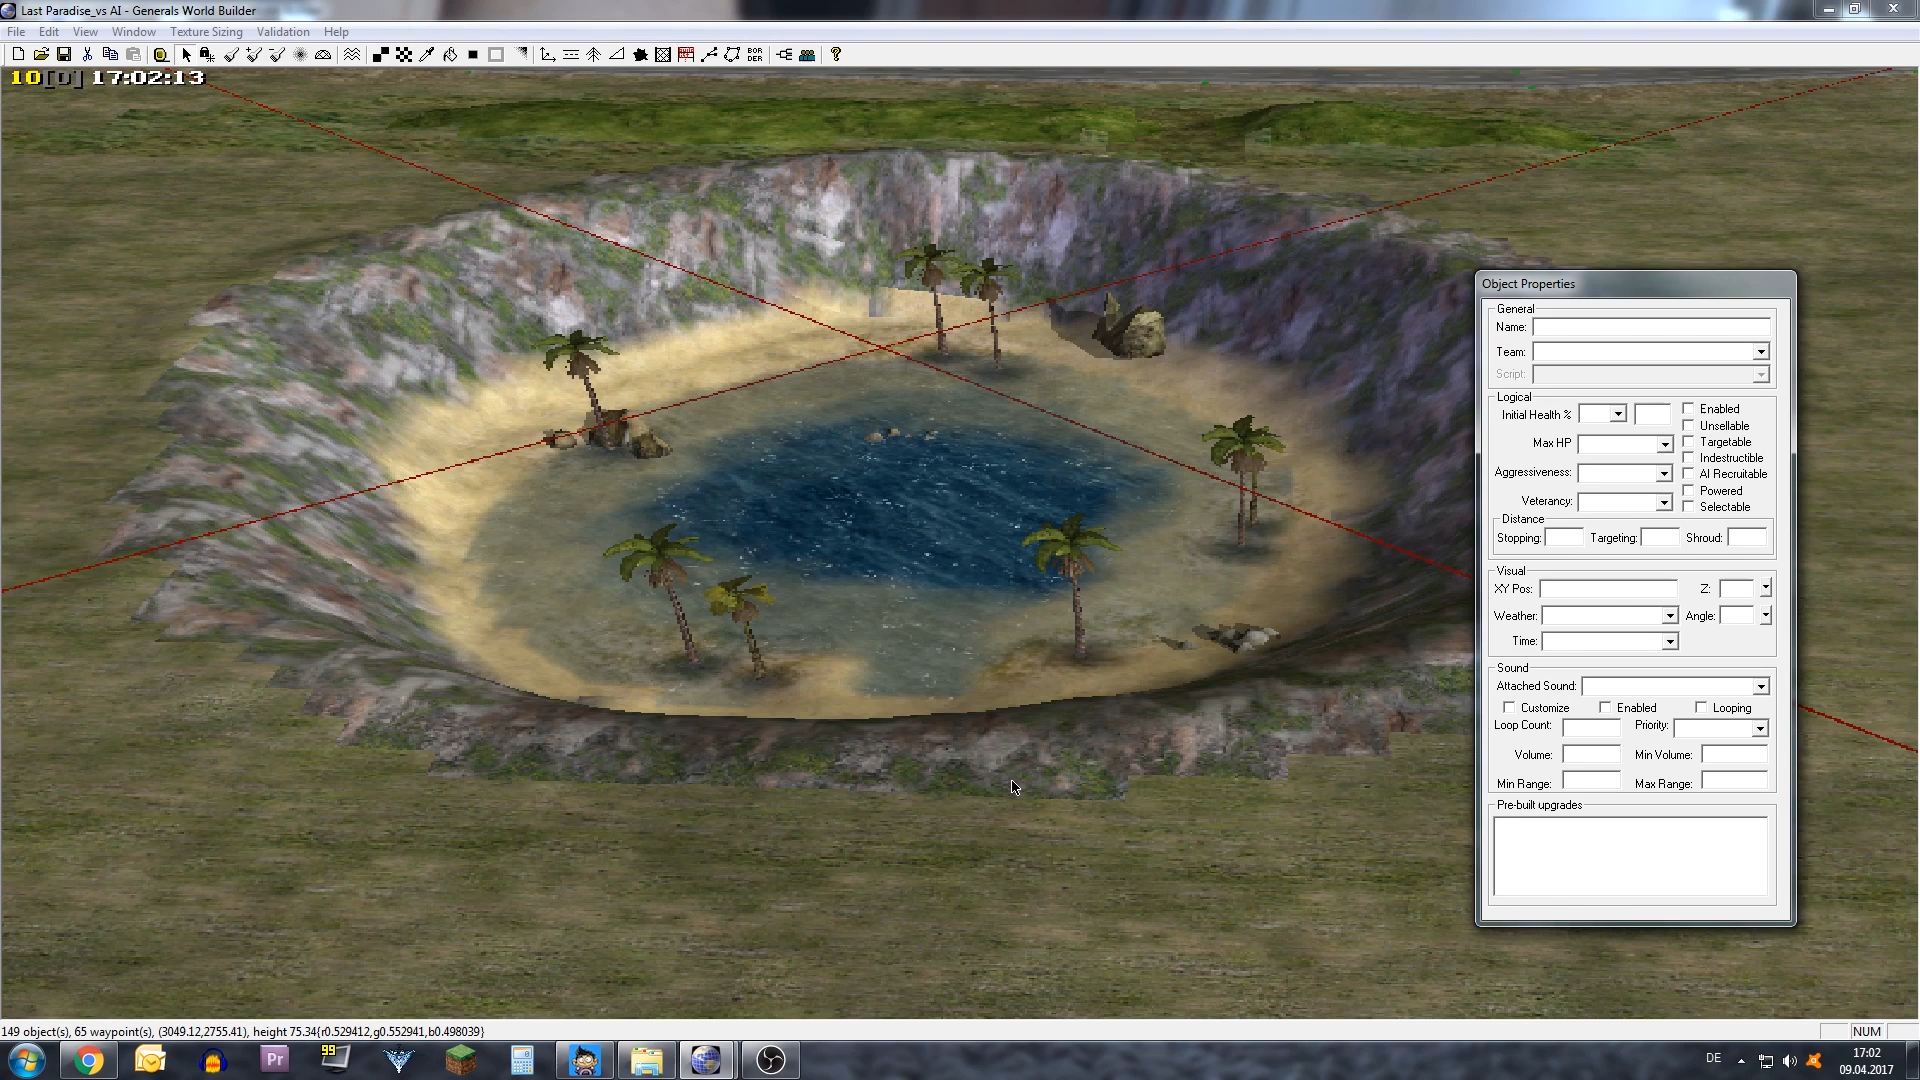 Last Paradise_vs AI - Generals World Builder
File Edit View Window Texture Sizing Validation Help
BOR
DER
10[0] 17:02:13
Object Properties
General
Name:
Team:
Script:
Logical
Initial Health %
Enabled
Unsellable
Max HP
Targetable
Indestructible
Aggressiveness:
AI Recruitable
Powered
Veterancy:
Selectable
Distance
Stopping: Targeting: Shroud:
Visual
XY Pos: Z:
Weather: Angle:
Time:
Sound
Attached Sound:
Customize Enabled Looping
Loop Count: Priority:
Volume: Min Volume:
Min Range: Max Range:
Pre-built upgrades
149 object(s), 65 waypoint(s), (3049.12,2755.41), height 75.34{r0.529412,g0.552941,b0.498039}
NUM
Pr
99
DE
17:02
09.04.2017